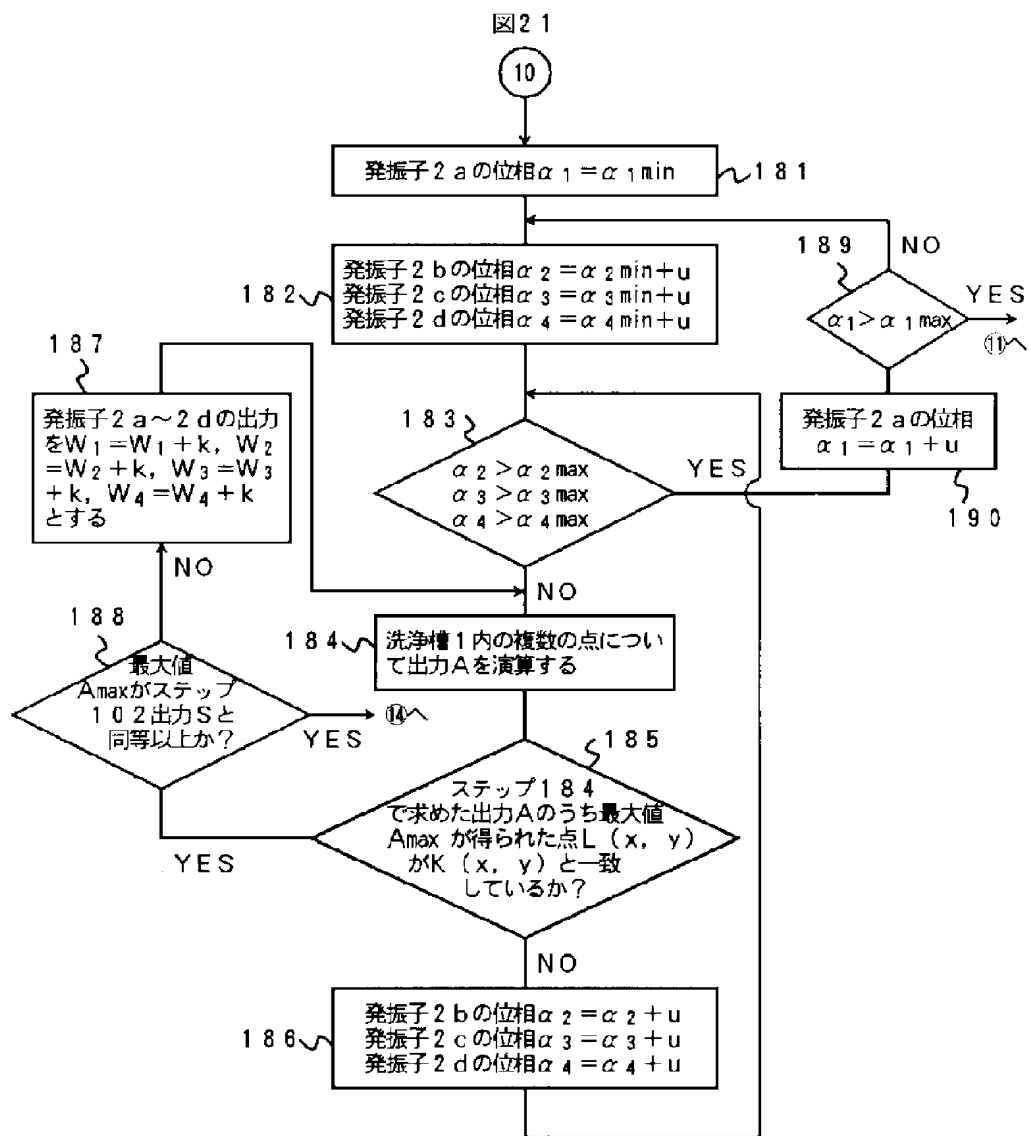 図21
10
発振子2aの位相α1=α1min
181
189
NO
発振子2bの位相α2=α2min+u
発振子2cの位相α3=α3min+u
発振子2dの位相α4=α4min+u
182
α1>α1max
YES
⑪へ
187
発振子2a~2dの出力
をW1=W1+k, W2
=W2+k, W3=W3
+k, W4=W4+k
とする
183
α2>α2max
α3>α3max
α4>α4max
YES
発振子2aの位相
α1=α1+u
190
NO
NO
188
最大値
Amaxがステップ
102出力Sと
同等以上か?
YES
⑭へ
184
洗浄槽1内の複数の点につい
て出力Aを演算する
185
ステップ184
で求めた出力Aのうち最大値
Amaxが得られた点L(x, y)
がK(x, y)と一致
しているか?
YES
NO
186
発振子2bの位相α2=α2+u
発振子2cの位相α3=α3+u
発振子2dの位相α4=α4+u